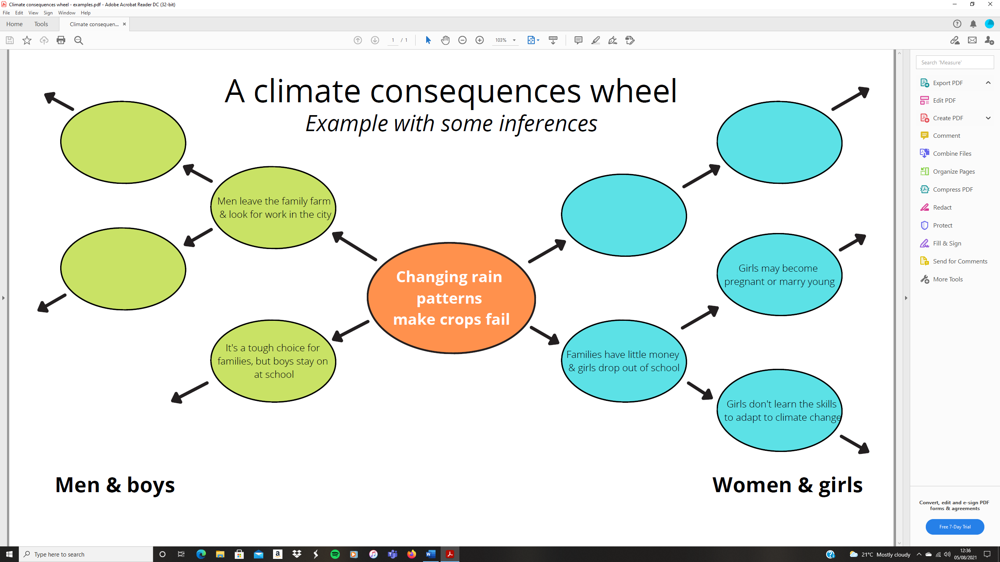 Climate consequences wheel - examples.pdf - Adobe Acrobat Reader DC (32-bit)
File Edit View Sign Window Help
Home Tools Climate consequen... ×
1 / 1 103%
Search 'Measure'
Export PDF
Edit PDF
Create PDF
Comment
Combine Files
Organize Pages
Compress PDF
Redact
Protect
Fill & Sign
Send for Comments
More Tools
Convert, edit and e-sign PDF
forms & agreements
Free 7-Day Trial
A climate consequences wheel
Example with some inferences
Men leave the family farm
& look for work in the city
It's a tough choice for
families, but boys stay on
at school
Changing rain
patterns
make crops fail
Girls may become
pregnant or marry young
Families have little money
& girls drop out of school
Girls don't learn the skills
to adapt to climate change
Men & boys
Women & girls
Type here to search
21°C Mostly cloudy
12:36
05/08/2021